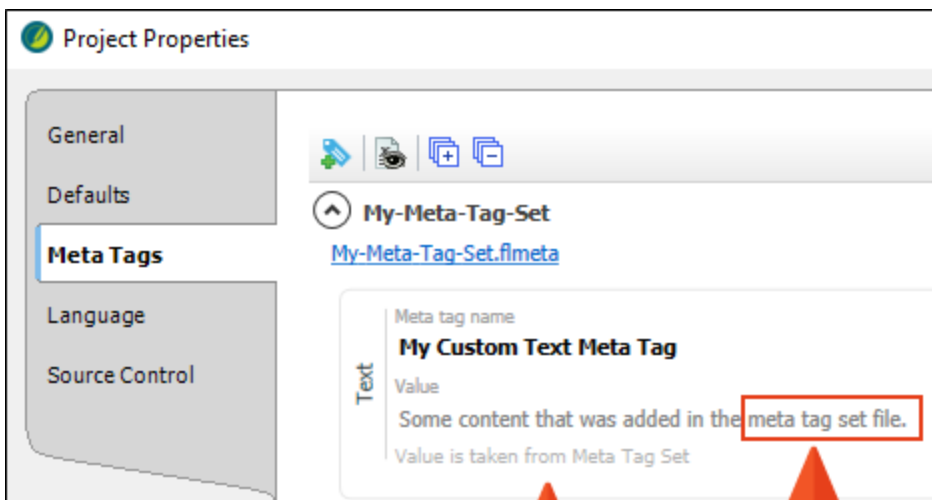 Project Properties
General
Defaults
Meta Tags
Language
Source Control
My-Meta-Tag-Set
My-Meta-Tag-Set.flmeta
Text
Meta tag name
My Custom Text Meta Tag
Value
Some content that was added in the meta tag set file.
Value is taken from Meta Tag Set